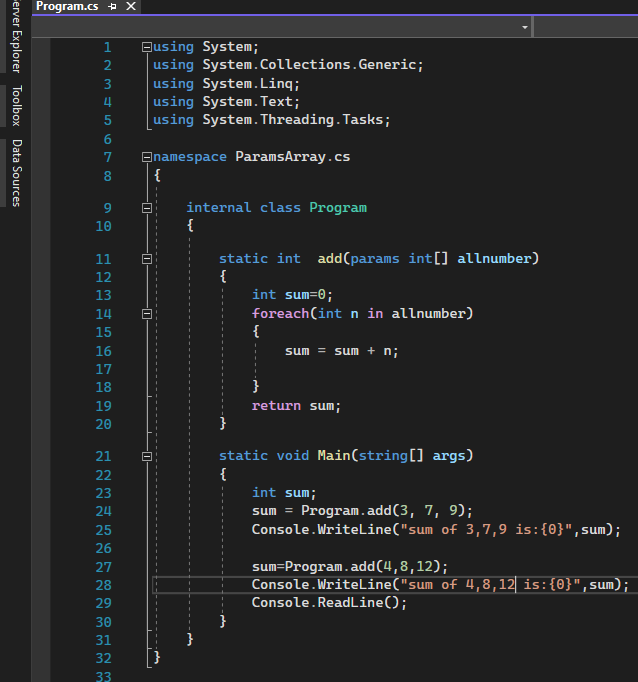 Program.cs
Server Explorer
Toolbox
Data Sources
1 using System;
2 using System.Collections.Generic;
3 using System.Linq;
4 using System.Text;
5 using System.Threading.Tasks;
6
7 namespace ParamsArray.cs
8 {
9 internal class Program
10 {
11 static int  add(params int[] allnumber)
12 {
13 int sum=0;
14 foreach(int n in allnumber)
15 {
16 sum = sum + n;
17
18 }
19 return sum;
20 }
21 static void Main(string[] args)
22 {
23 int sum;
24 sum = Program.add(3, 7, 9);
25 Console.WriteLine("sum of 3,7,9 is:{0}",sum);
26
27 sum=Program.add(4,8,12);
28 Console.WriteLine("sum of 4,8,12 is:{0}",sum);
29 Console.ReadLine();
30 }
31 }
32 }
33